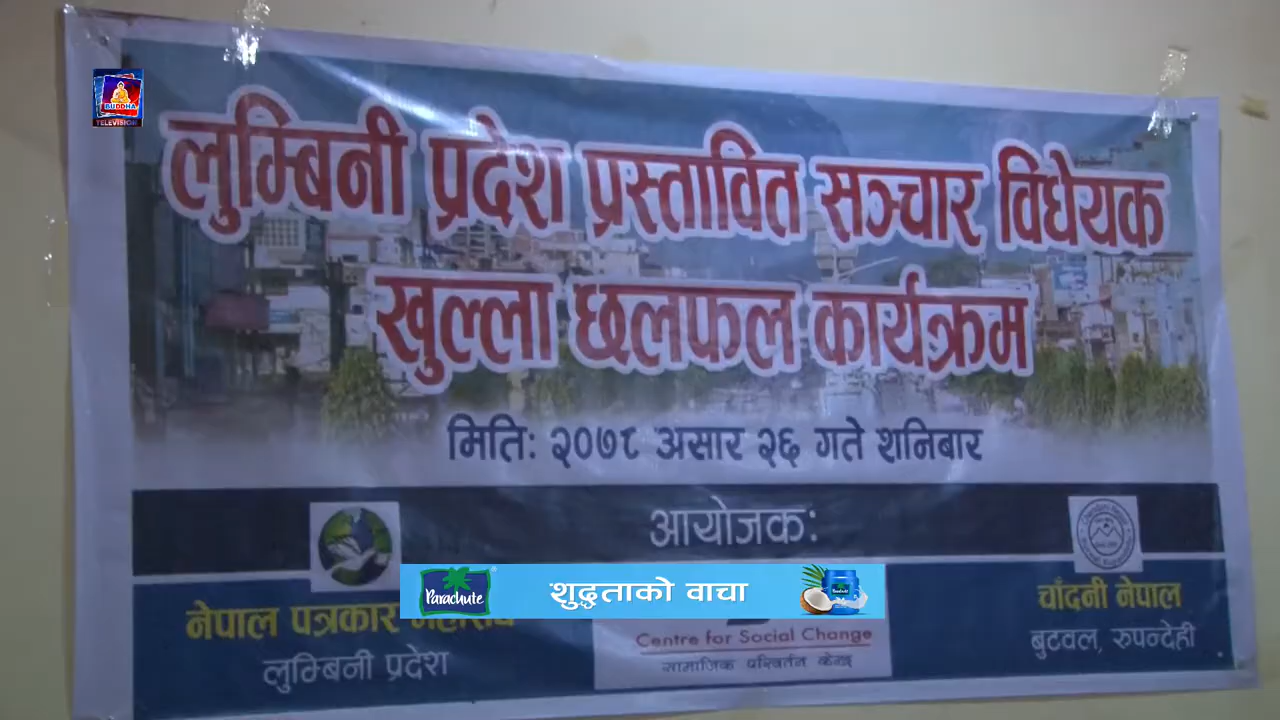 BUDDHA
TELEVISION
लुम्बिनी प्रदेश प्रस्तावित सञ्चार विधेयक
खुल्ला छलफल कार्यक्रम
मितिः २०७८ असार २६ गते शनिबार
आयोजकः
Parachute
शुद्धताको वाचा
नेपाल पत्रकार
लुम्बिनी प्रदेश
Centre for Social Change
सामाजिक परिवर्तन केन्द्र
चाँदनी नेपाल
बुटवल, रुपन्देही